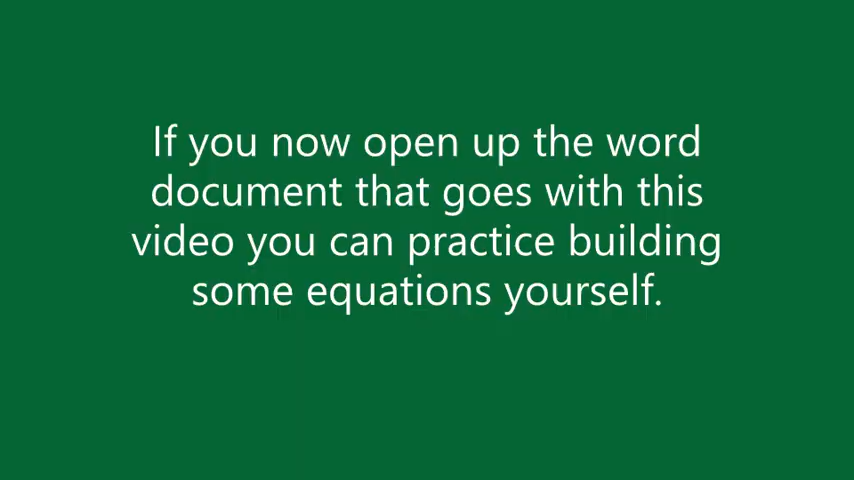 If you now open up the word
document that goes with this
video you can practice building
some equations yourself.